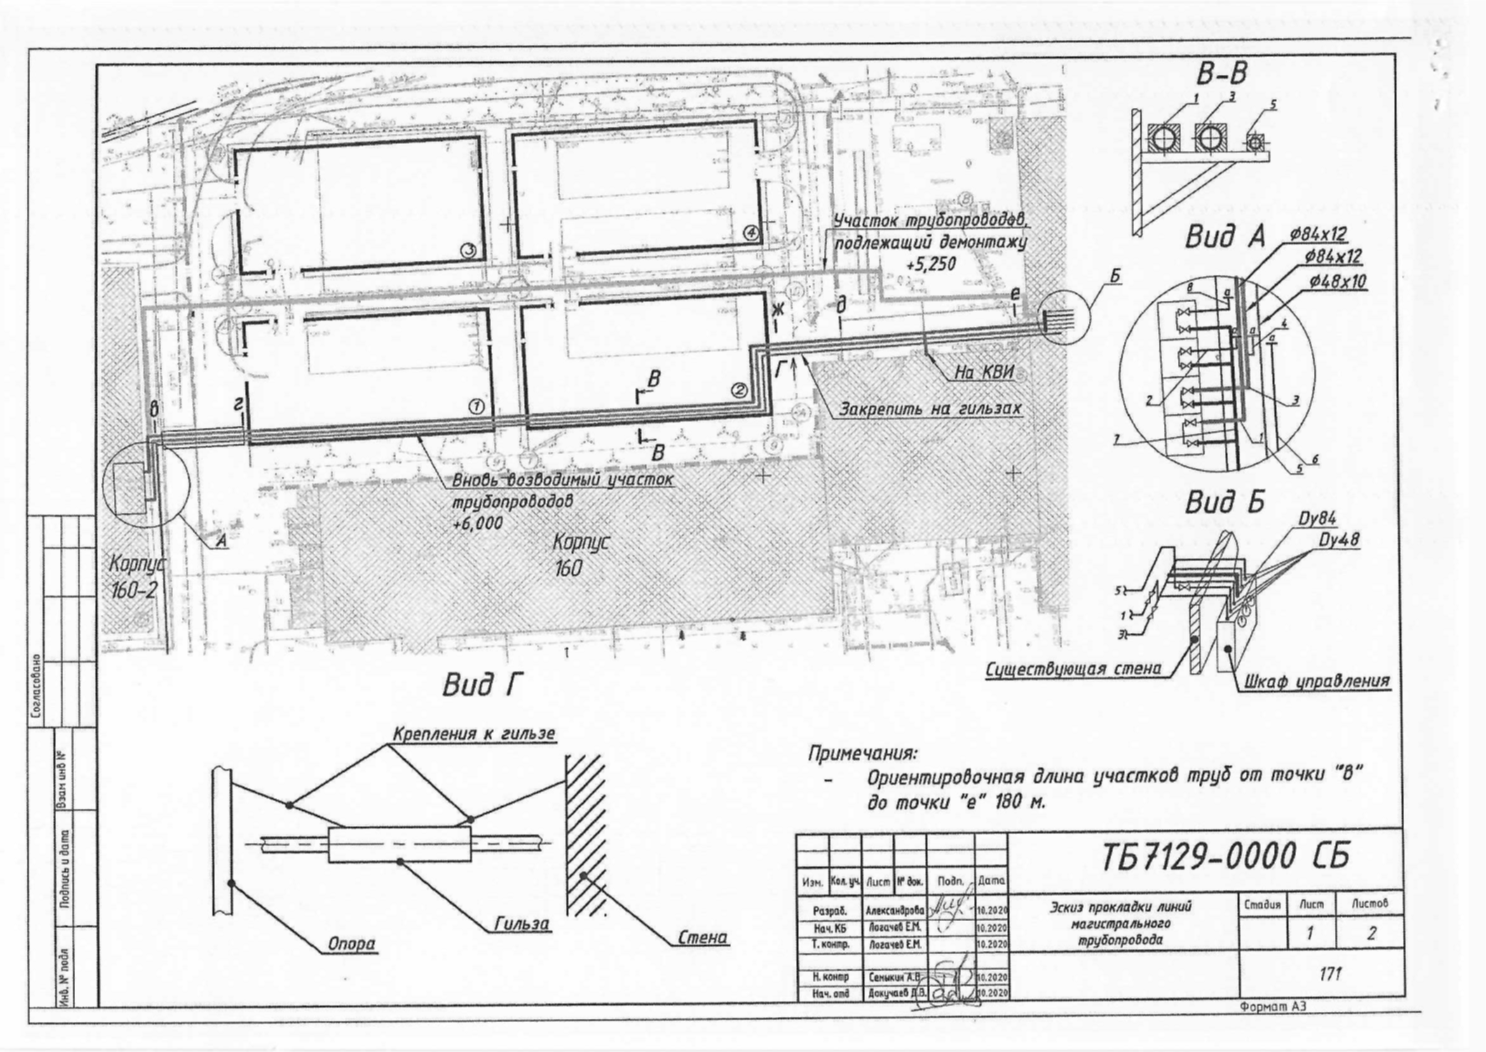 В-В
1
3
5
Вид А
Ø84х12
Ø84х12
Ø48х10
8
а
е
а
4
а
2
3
7
1
5
6
Вид Б
Dy84
Dy48
5
1
3
Существующая стена
Шкаф управления
3
4
8
Участок трубопроводов,
подлежащий демонтажу
+5,250
Б
ж
д
е
Г
На КВИ
Закрепить на гильзах
1
2
В
В
в
г
Вновь возводимый участок
трубопроводов
+6,000
А
Корпус
160-2
Корпус
160
Вид Г
Крепления к гильзе
Гильза
Опора
Стена
Примечания:
- Ориентировочная длина участков труб от точки "в"
до точки "е" 180 м.
Согласовано
Взам инв №
Подпись и дата
Инв. № подл
ТБ7129-0000 СБ
Изм. Кол. уч. Лист № док. Подп. Дата
Разраб. Александрова 10.2020
Нач. КБ Логачев Е.М. 10.2020
Т. контр. Логачев Е.М. 10.2020
Н. контр Семыкин А.В. 10.2020
Нач. отд Докучаев Д.В. 10.2020
Эскиз прокладки линий
магистрального
трубопровода
Стадия Лист Листов
1 2
171
Формат А3